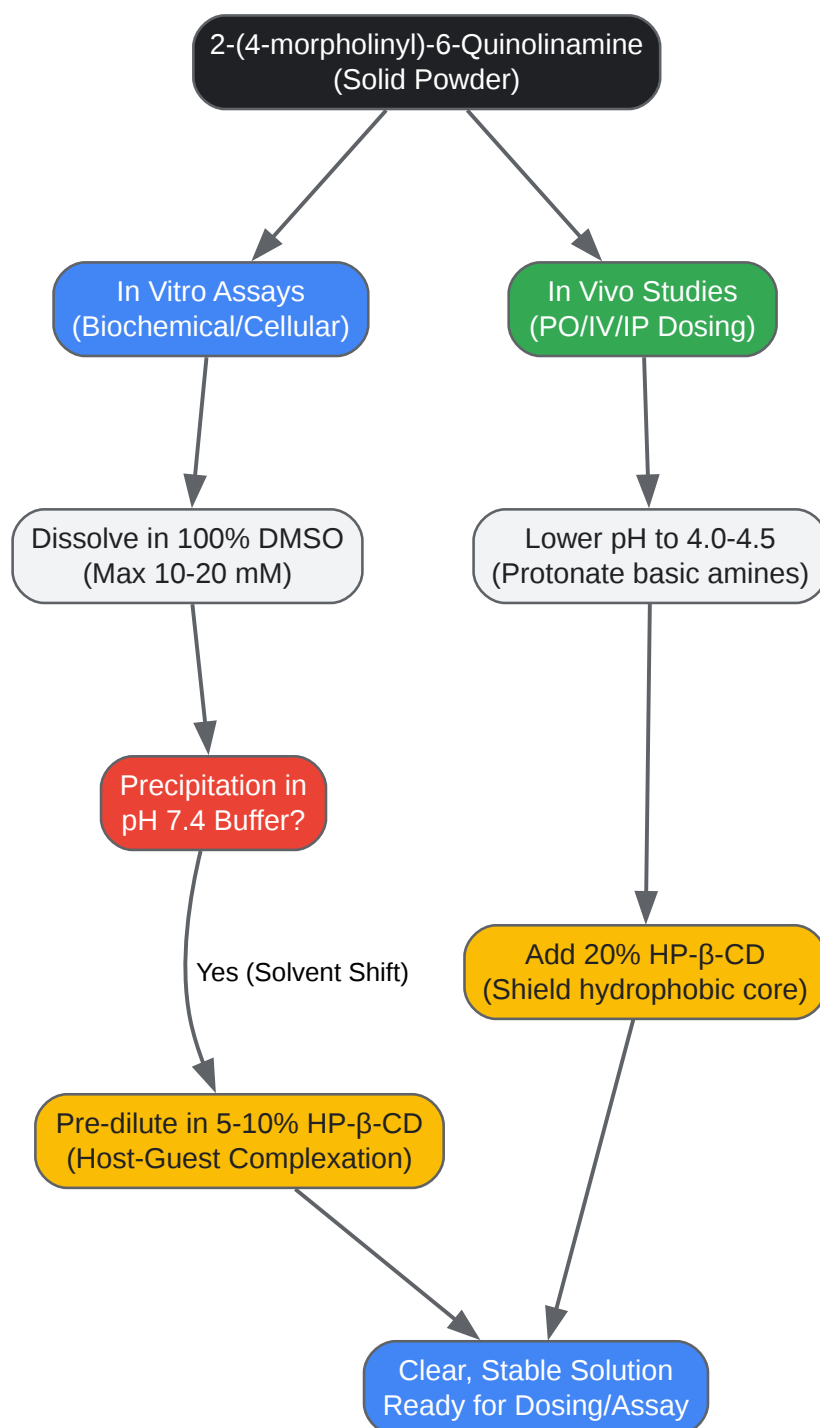 2-(4-morpholinyl)-6-Quinolinamine
(Solid Powder)
In Vitro Assays
(Biochemical/Cellular)
In Vivo Studies
(PO/IV/IP Dosing)
Dissolve in 100% DMSO
(Max 10-20 mM)
Lower pH to 4.0-4.5
(Protonate basic amines)
Precipitation in
pH 7.4 Buffer?
Yes (Solvent Shift)
Add 20% HP-β-CD
(Shield hydrophobic core)
Pre-dilute in 5-10% HP-β-CD
(Host-Guest Complexation)
Clear, Stable Solution
Ready for Dosing/Assay